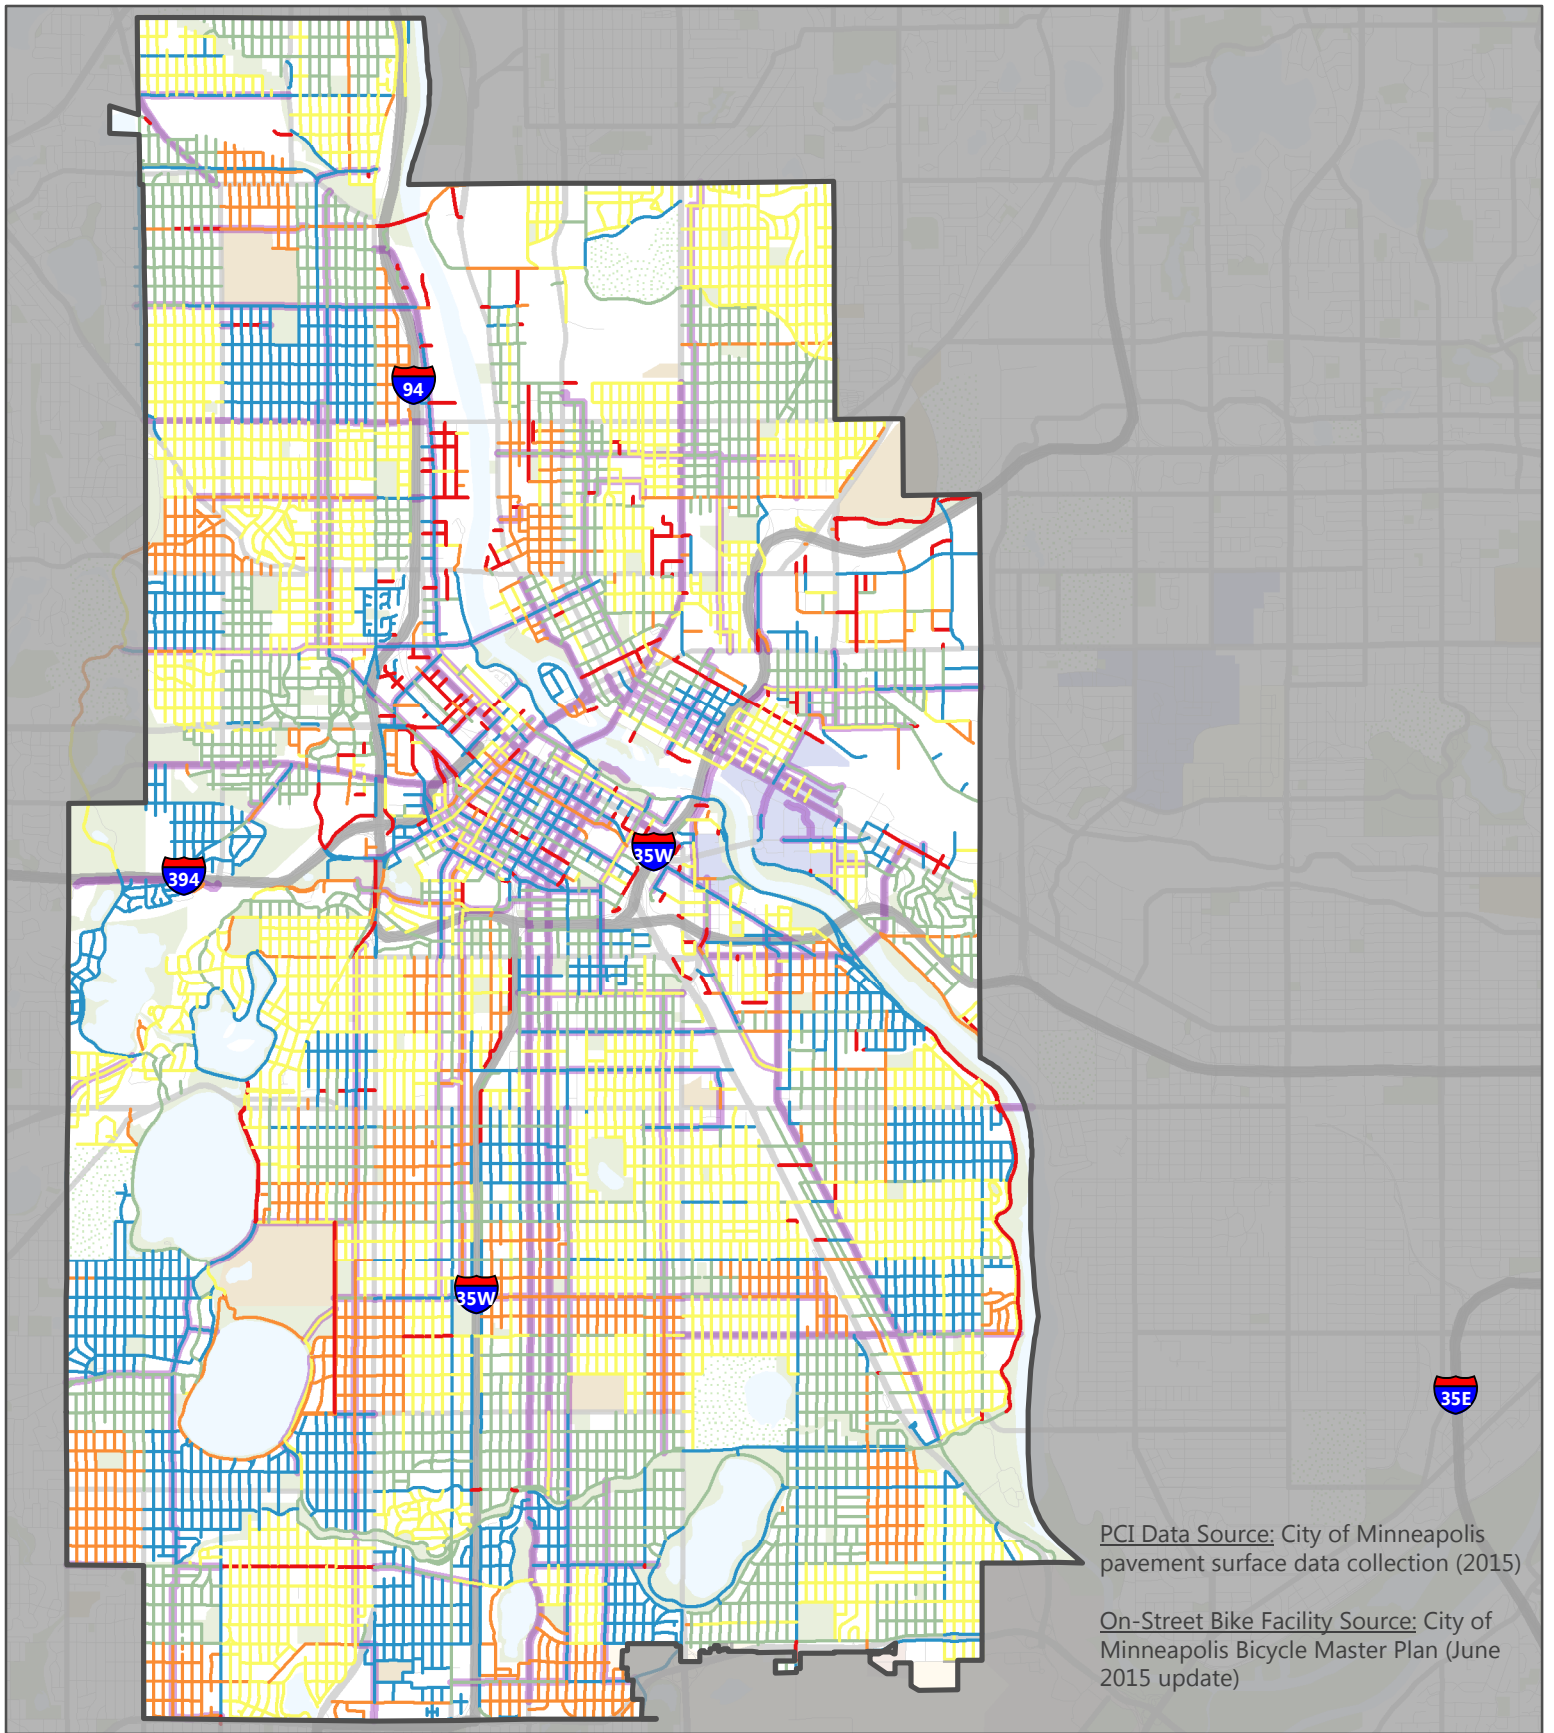 94
35W
394
35W
35E
PCI Data Source: City of Minneapolis
pavement surface data collection (2015)
On-Street Bike Facility Source: City of
Minneapolis Bicycle Master Plan (June
2015 update)